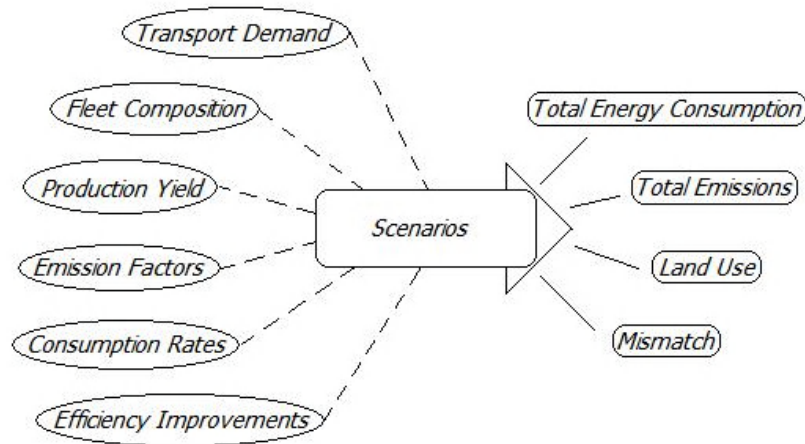 Transport Demand
Fleet Composition
Production Yield
Emission Factors
Consumption Rates
Efficiency Improvements
Scenarios
Total Energy Consumption
Total Emissions
Land Use
Mismatch